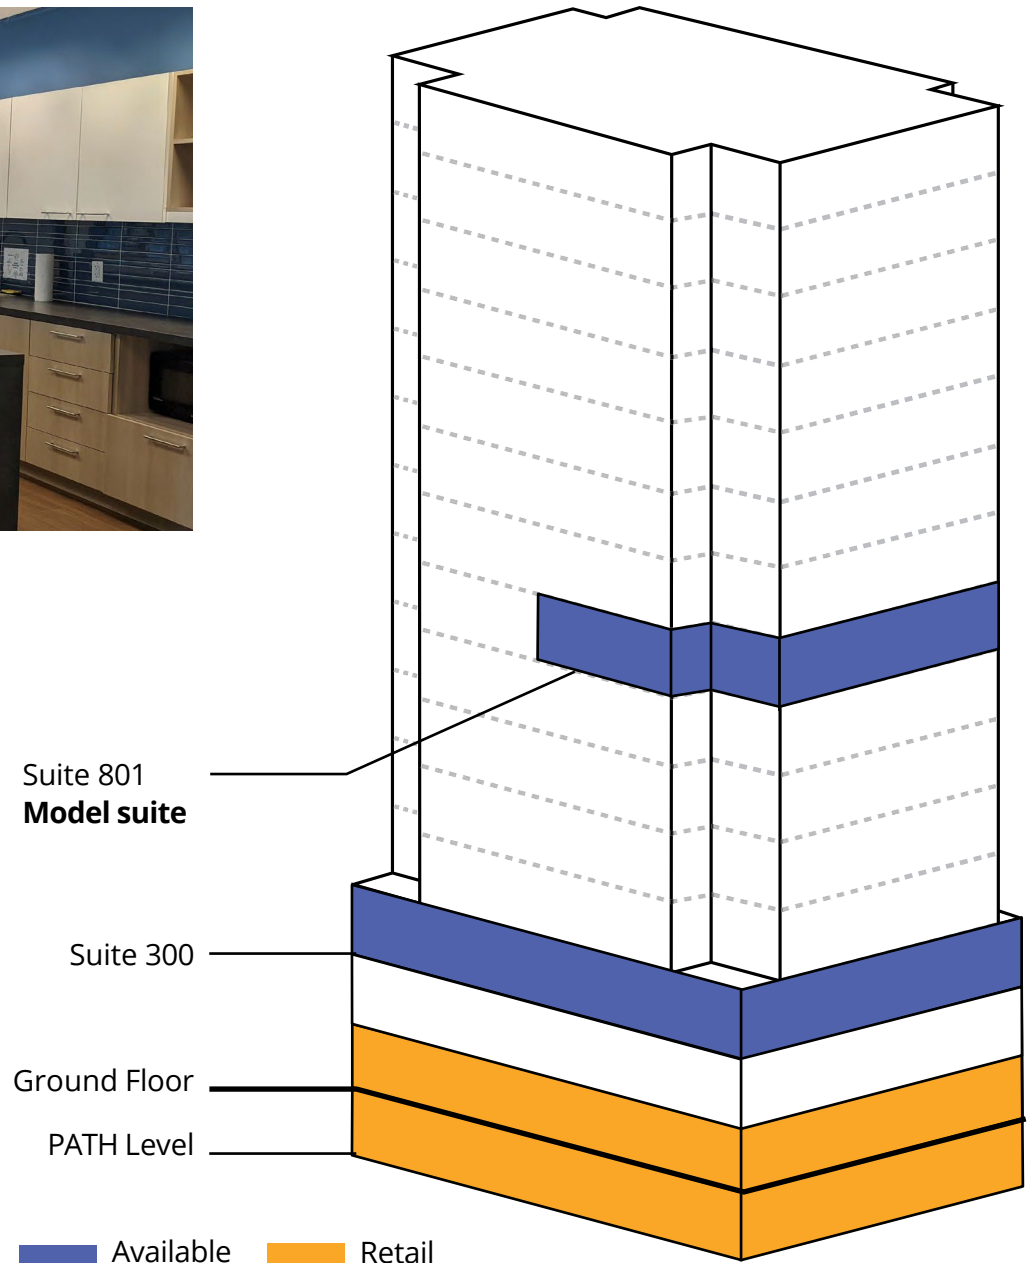 Suite 801
Model suite
Suite 300
Ground Floor
PATH Level
Available
Retail